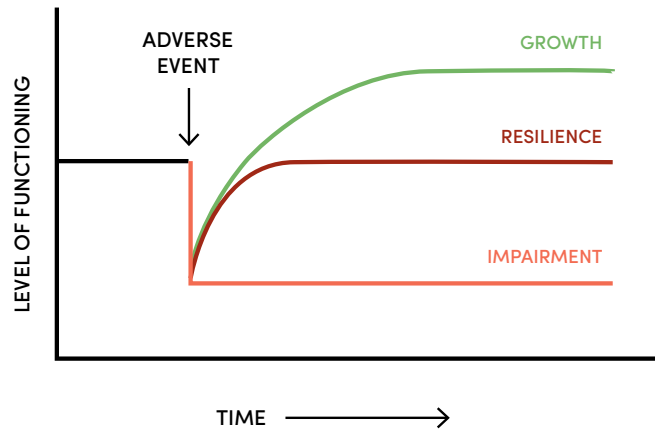 ADVERSE
EVENT
GROWTH
RESILIENCE
IMPAIRMENT
LEVEL OF FUNCTIONING
TIME